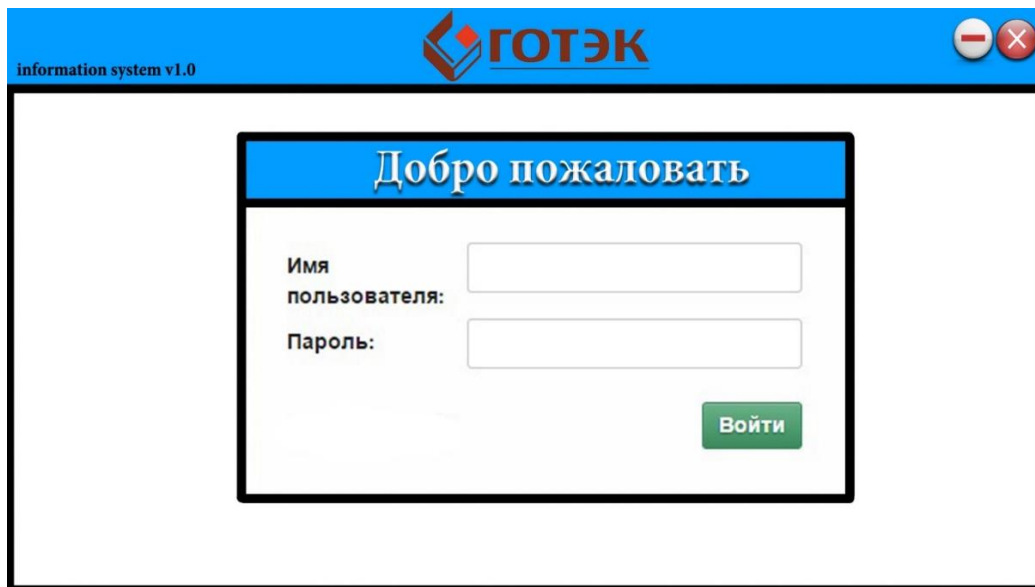 ГОТЭК
information system v1.0
Добро пожаловать
Имя
пользователя:
Пароль:
Войти